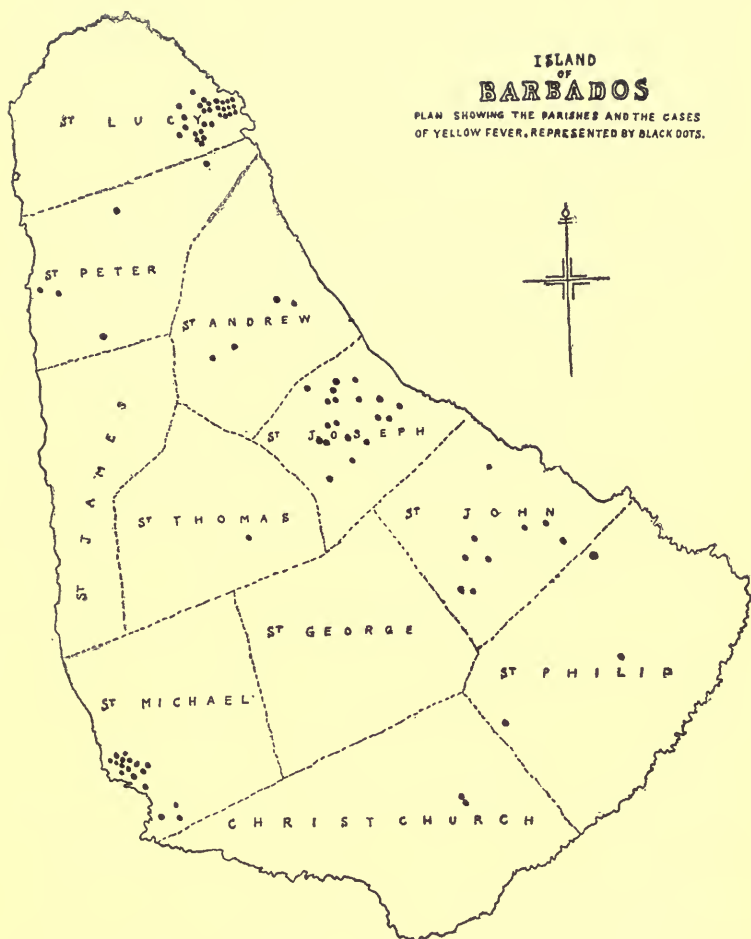 ISLAND
OF
BARBADOS
PLAN SHOWING THE PARISHES AND THE CASES
OF YELLOW FEVER, REPRESENTED BY BLACK DOTS.
ST LUCY
ST PETER
ST ANDREW
ST JAMES
ST JOSEPH
ST THOMAS
ST JOHN
ST GEORGE
ST PHILIP
ST MICHAEL
CHRIST CHURCH